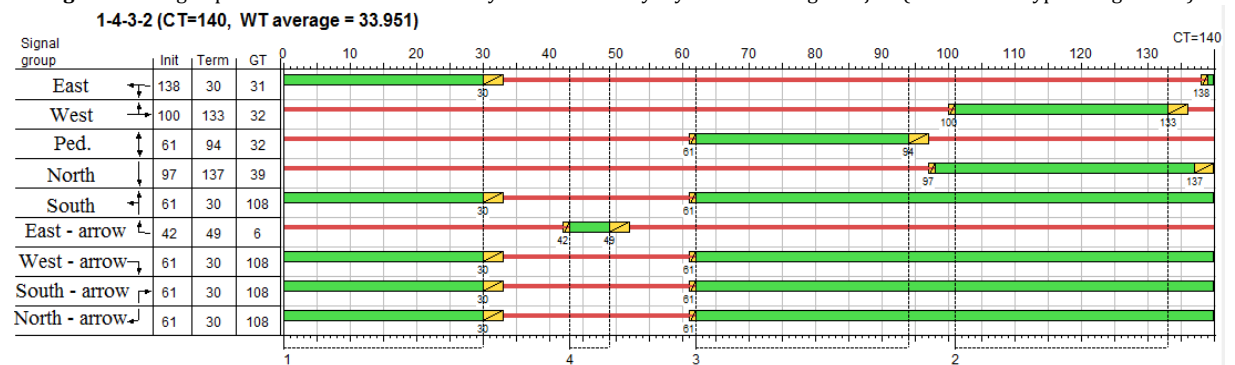 1-4-3-2 (CT=140, WT average = 33.951)
CT=140
Signal group Init Term GT 0 10 20 30 40 50 60 70 80 90 100 110 120 130
East 138 30 31 30 138
West 100 133 32 100 133
Ped. 61 94 32 61 94
North 97 137 39 97 137
South 61 30 108 30 61
East - arrow 42 49 6 42 49
West - arrow 61 30 108 30 61
South - arrow 61 30 108 30 61
North - arrow 61 30 108 30 61
1 4 3 2